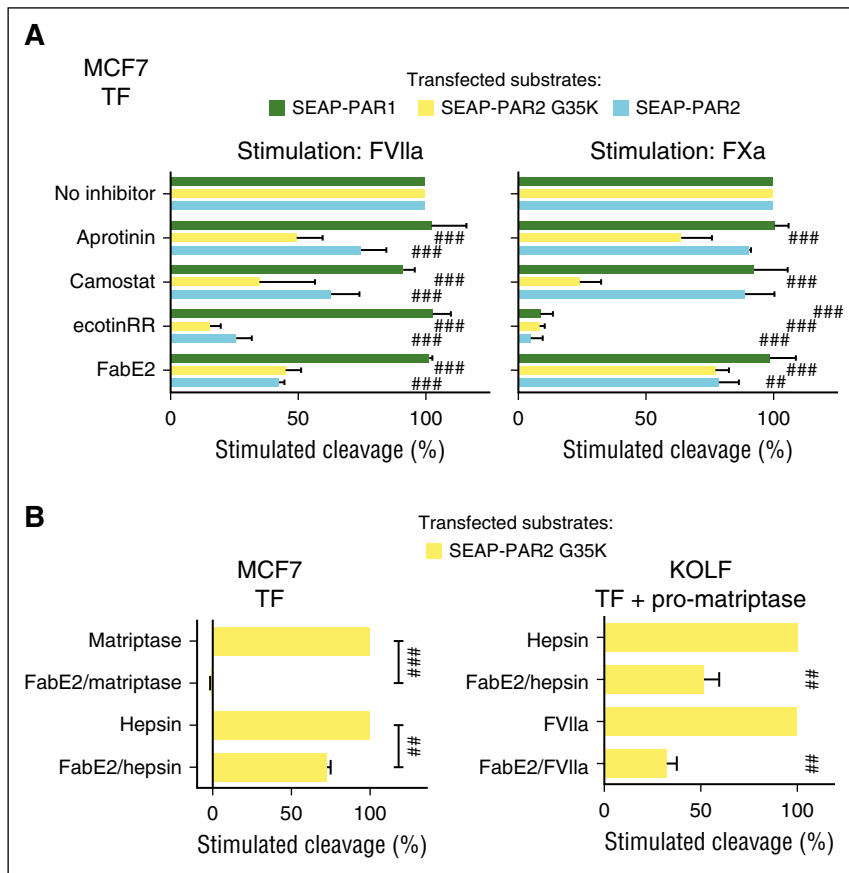 A
MCF7
TF
Transfected substrates:
SEAP-PAR1 SEAP-PAR2 G35K SEAP-PAR2
Stimulation: FVIIa
Stimulation: FXa
No inhibitor
Aprotinin
###
###
###
Camostat
###
###
###
ecotinRR
###
###
###
###
###
FabE2
###
###
###
##
0 50 100
0 50 100
Stimulated cleavage (%)
Stimulated cleavage (%)
B
Transfected substrates:
SEAP-PAR2 G35K
MCF7
TF
KOLF
TF + pro-matriptase
Matriptase
FabE2/matriptase
###
Hepsin
FabE2/hepsin
##
0 50 100
Stimulated cleavage (%)
Hepsin
FabE2/hepsin
##
FVIIa
FabE2/FVIIa
##
0 50 100
Stimulated cleavage (%)